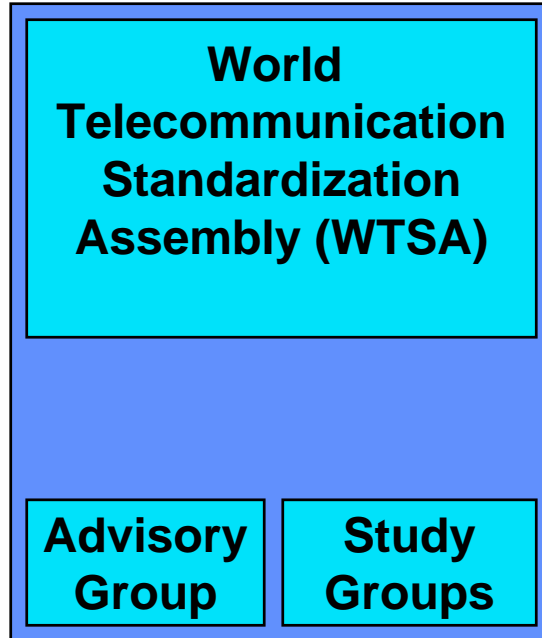 World
Telecommunication
Standardization
Assembly (WTSA)
Advisory
Group
Study
Groups